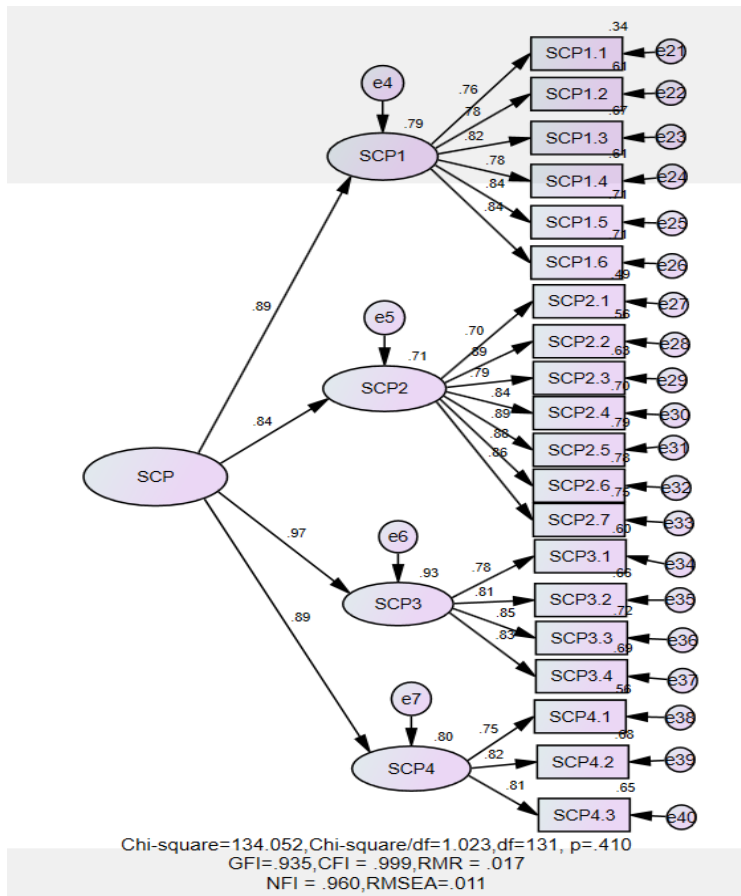 .34
SCP1.1
e21
.61
SCP1.2
e22
.67
SCP1.3
e23
.61
SCP1.4
e24
.71
SCP1.5
e25
.71
SCP1.6
e26
e4
.79
SCP1
.76
.78
.82
.78
.84
.84
.89
.49
SCP2.1
e27
.56
SCP2.2
e28
.63
SCP2.3
e29
.70
SCP2.4
e30
.79
SCP2.5
e31
.78
SCP2.6
e32
.75
SCP2.7
e33
e5
.71
SCP2
.70
.89
.79
.84
.89
.88
.86
.84
SCP
.97
.60
SCP3.1
e34
.66
SCP3.2
e35
.72
SCP3.3
e36
.69
SCP3.4
e37
e6
.93
SCP3
.78
.81
.85
.83
.89
.56
SCP4.1
e38
.68
SCP4.2
e39
.65
SCP4.3
e40
e7
.80
SCP4
.75
.82
.81
Chi-square=134.052,Chi-square/df=1.023,df=131, p=.410
GFI=.935,CFI = .999,RMR = .017
NFI = .960,RMSEA=.011